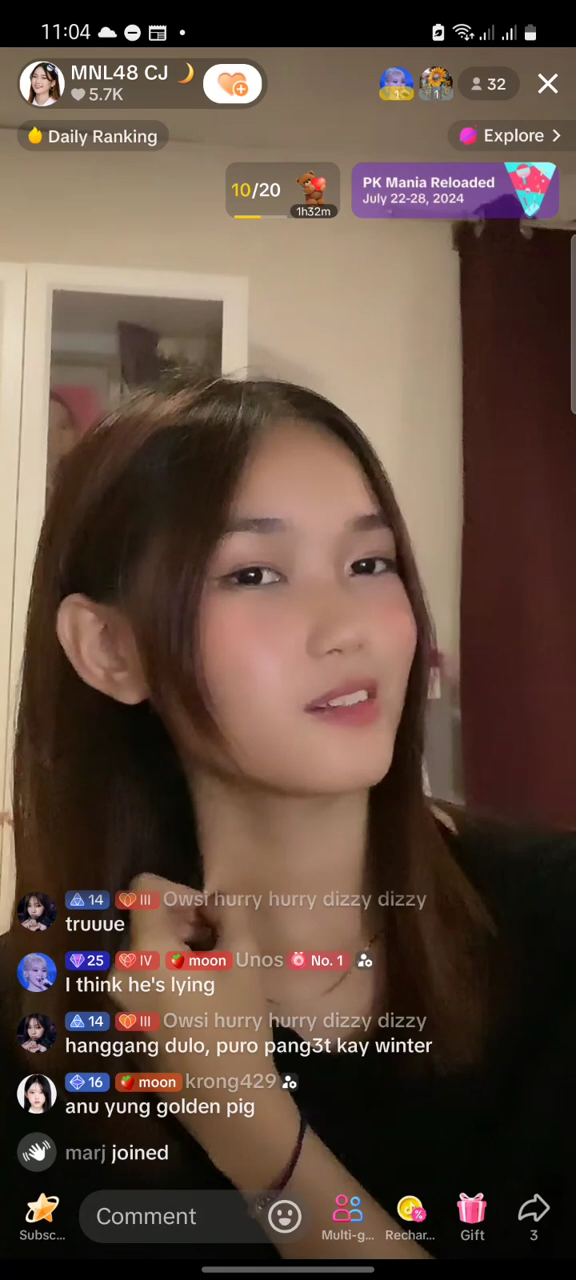 11:04
MNL48 CJ 🌙
5.7K
1
1
32
Daily Ranking
Explore >
10/20
1h32m
PK Mania Reloaded
July 22-28, 2024
14 III Owsi hurry hurry dizzy dizzy
truuue
25 IV moon Unos No. 1
I think he's lying
14 III Owsi hurry hurry dizzy dizzy
hanggang dulo, puro pang3t kay winter
16 moon krong429
anu yung golden pig
marj joined
Subsc...
Comment
Multi-g...
Rechar...
Gift
3